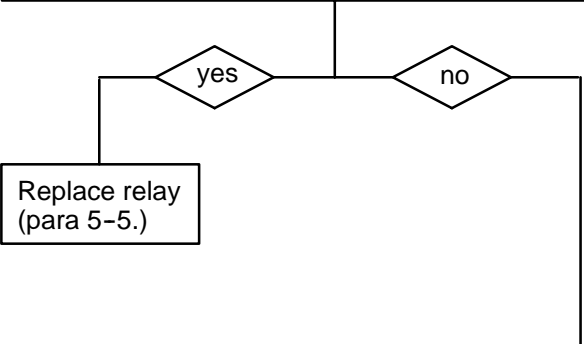 yes
no
Replace relay
(para 5-5.)